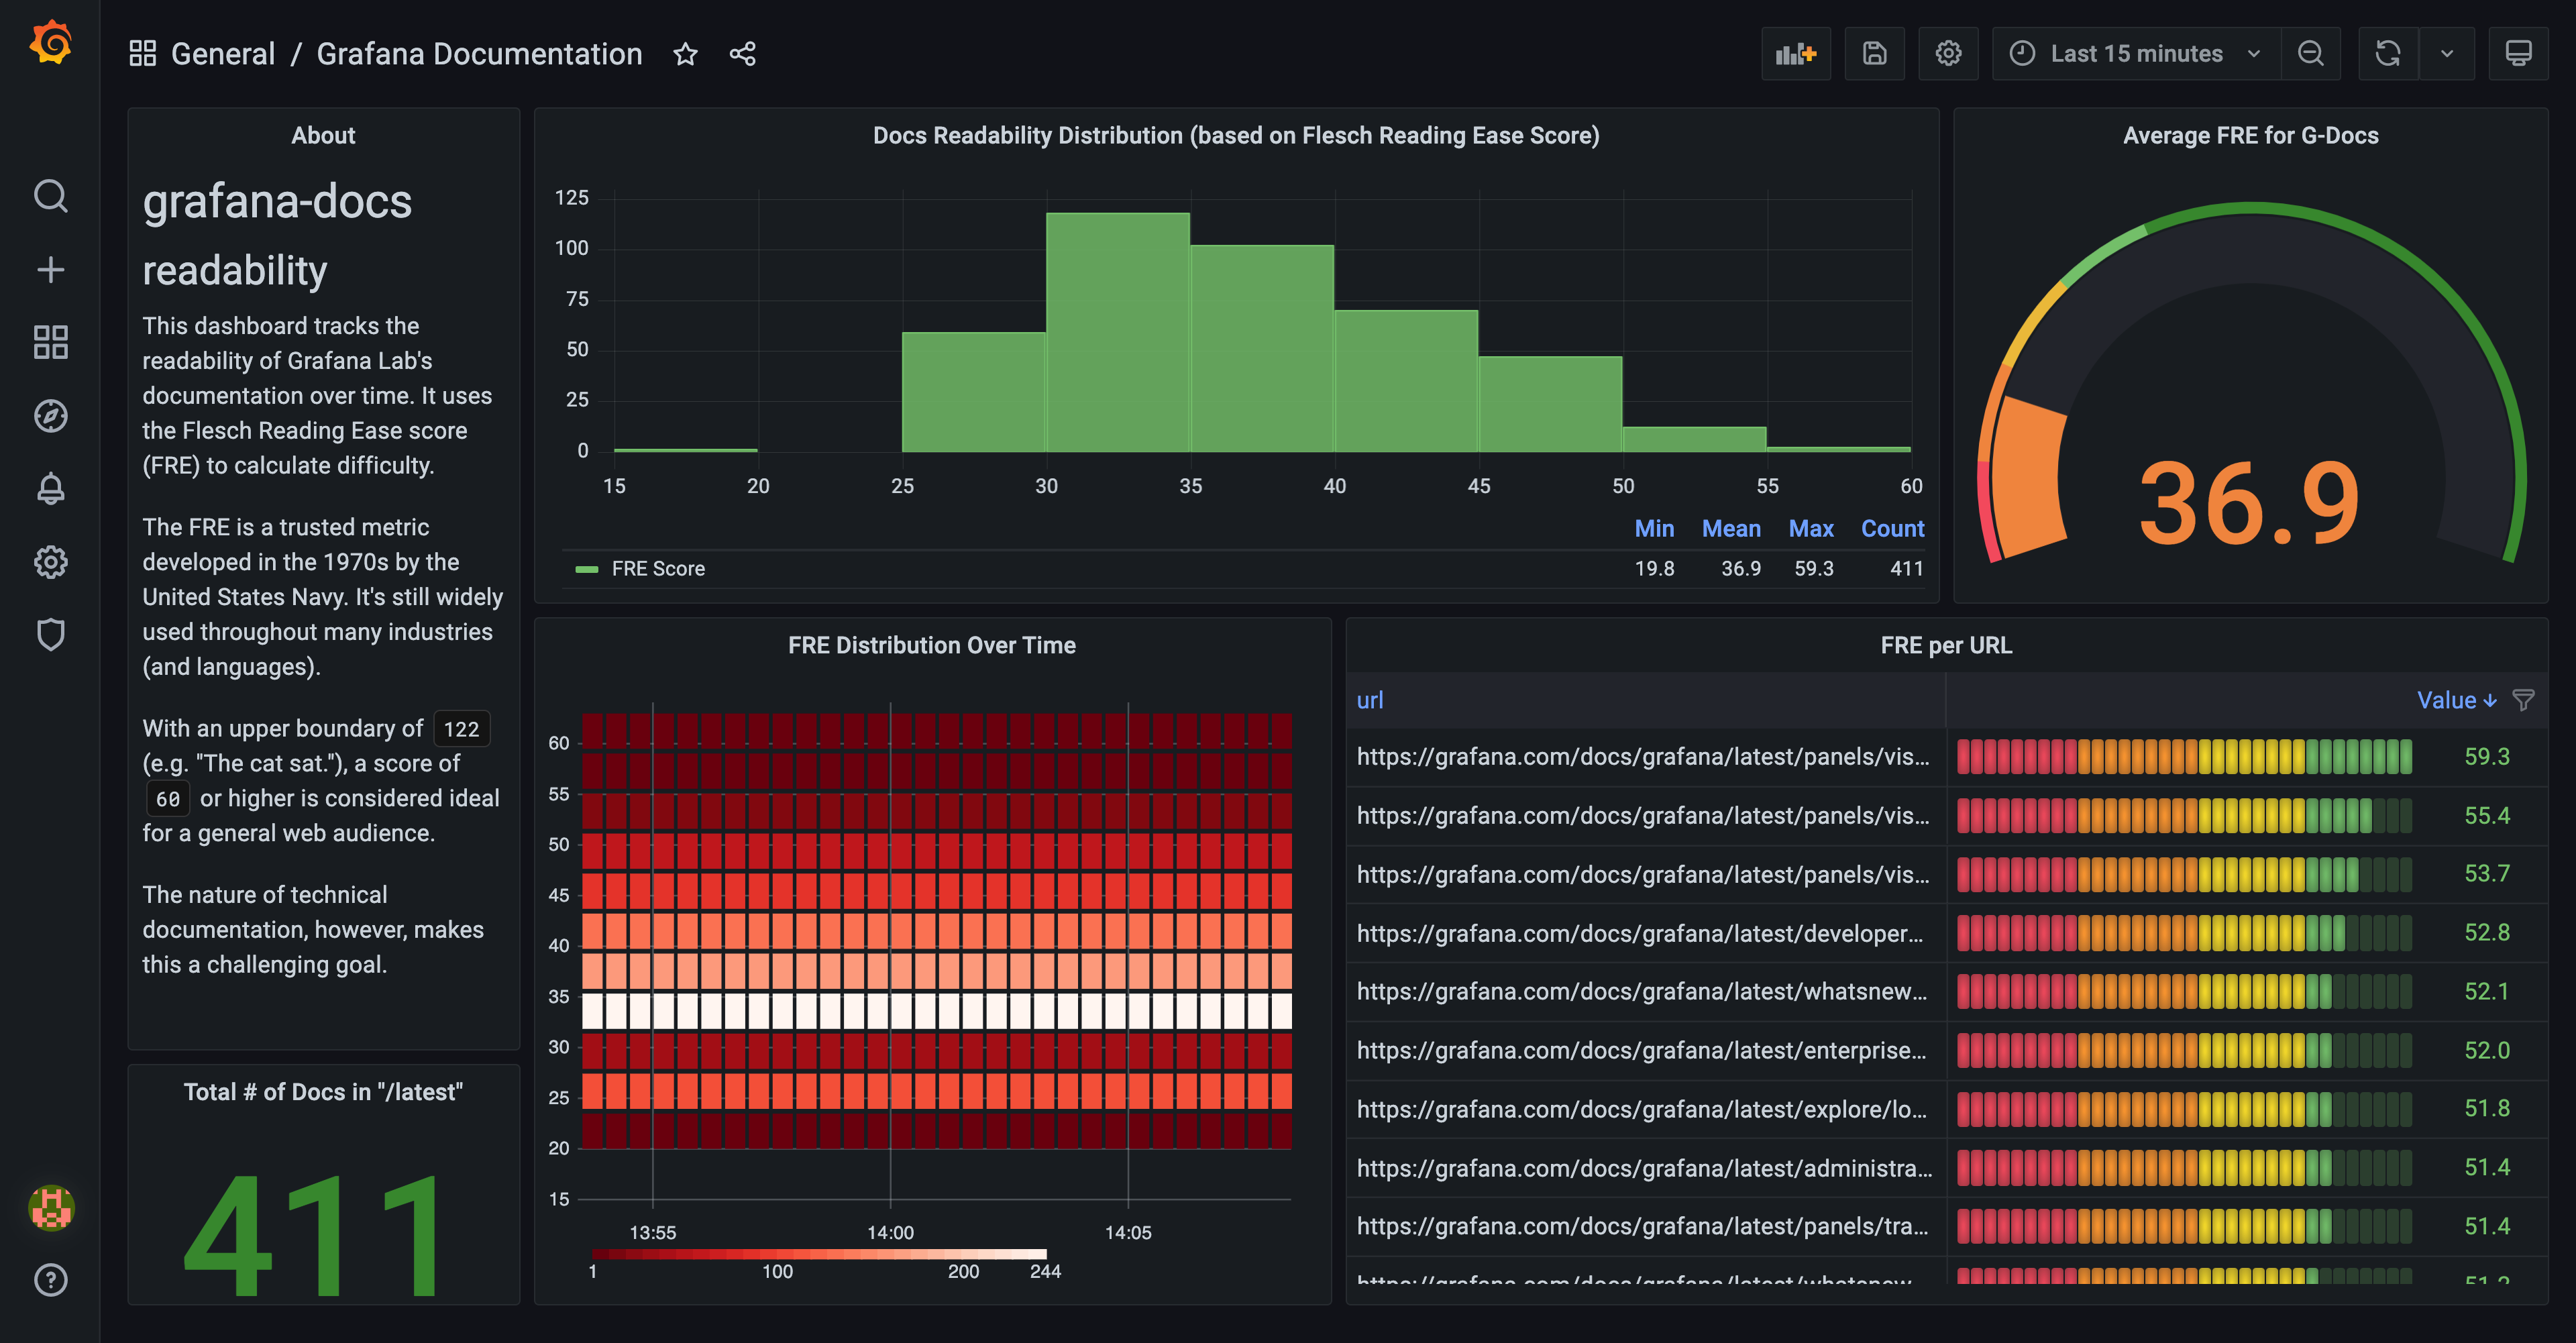 General / Grafana Documentation
Last 15 minutes
About
grafana-docs
readability
This dashboard tracks the
readability of Grafana Lab's
documentation over time. It uses
the Flesch Reading Ease score
(FRE) to calculate difficulty.
The FRE is a trusted metric
developed in the 1970s by the
United States Navy. It's still widely
used throughout many industries
(and languages).
With an upper boundary of 122
(e.g. "The cat sat."), a score of
60 or higher is considered ideal
for a general web audience.
The nature of technical
documentation, however, makes
this a challenging goal.
Total # of Docs in "/latest"
411
Docs Readability Distribution (based on Flesch Reading Ease Score)
125
100
75
50
25
0
15 20 25 30 35 40 45 50 55 60
Min Mean Max Count
FRE Score 19.8 36.9 59.3 411
Average FRE for G-Docs
36.9
FRE Distribution Over Time
60
55
50
45
40
35
30
25
20
15
13:55 14:00 14:05
1 100 200 244
FRE per URL
url Value
https://grafana.com/docs/grafana/latest/panels/vis... 59.3
https://grafana.com/docs/grafana/latest/panels/vis... 55.4
https://grafana.com/docs/grafana/latest/panels/vis... 53.7
https://grafana.com/docs/grafana/latest/developer... 52.8
https://grafana.com/docs/grafana/latest/whatsnew... 52.1
https://grafana.com/docs/grafana/latest/enterprise... 52.0
https://grafana.com/docs/grafana/latest/explore/lo... 51.8
https://grafana.com/docs/grafana/latest/administra... 51.4
https://grafana.com/docs/grafana/latest/panels/tra... 51.4